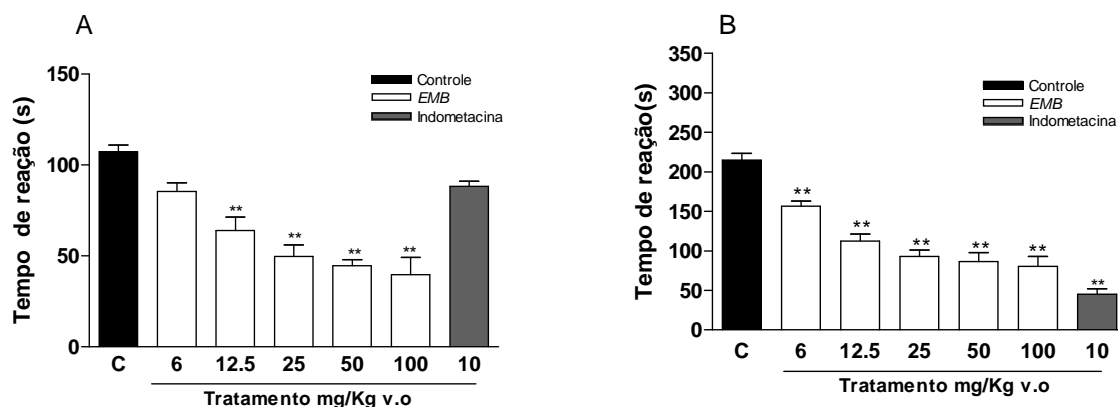 A
Tempo de reação (s)
150
100
50
0
Controle
EMB
Indometacina
**
**
**
**
C 6 12.5 25 50 100 10
Tratamento mg/Kg v.o
B
Tempo de reação(s)
350
300
250
200
150
100
50
0
Controle
EMB
Indometacina
**
**
**
**
**
**
C 6 12.5 25 50 100 10
Tratamento mg/Kg v.o